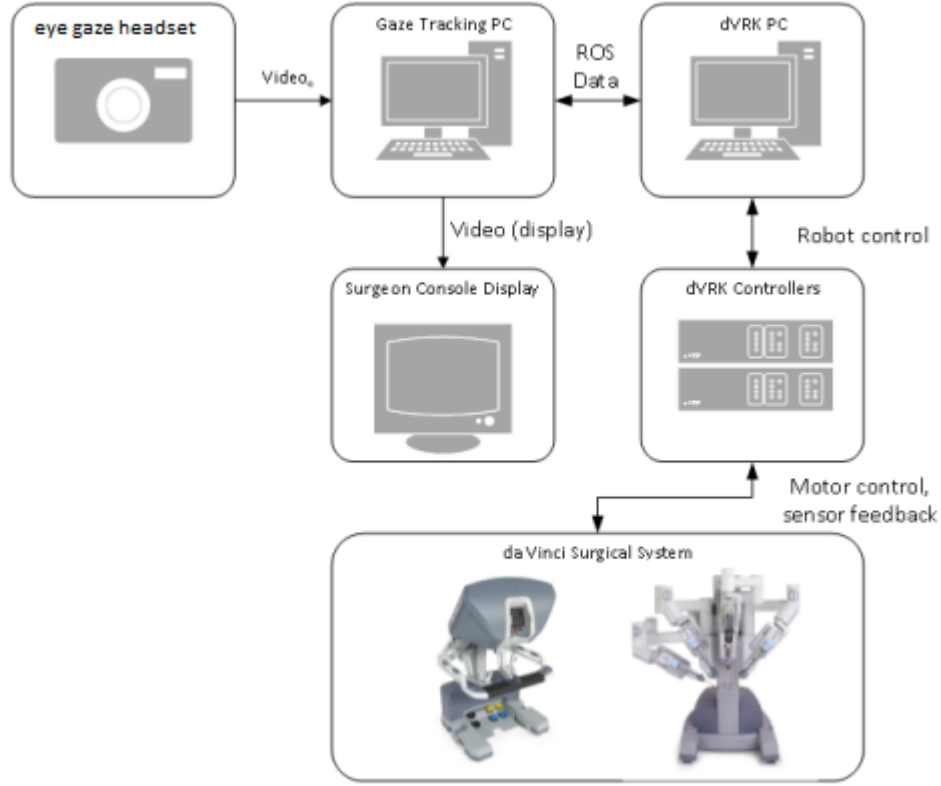 eye gaze headset
Gaze Tracking PC
dVRK PC
Video
ROS
Data
Video (display)
Robot control
Surgeon Console Display
dVRK Controllers
Motor control,
sensor feedback
da Vinci Surgical System